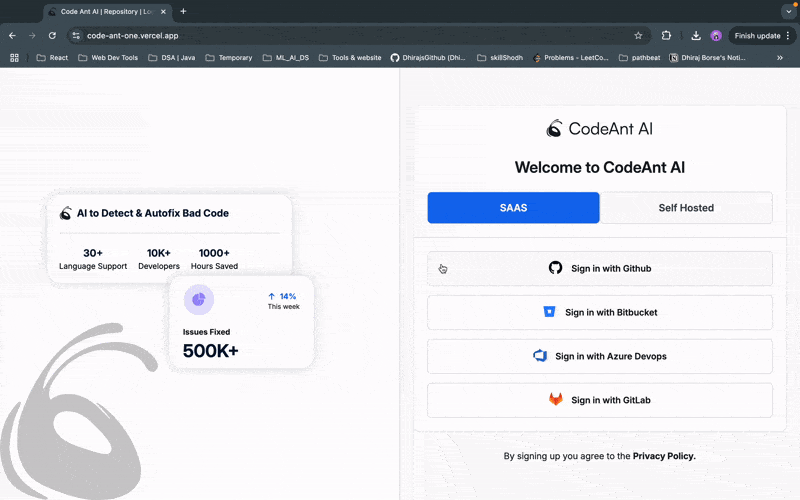 Code Ant AI | Repository | Lo
Finish update
code-ant-one.vercel.app
React
Web Dev Tools
DSA | Java
Temporary
ML_AI_DS
Tools & website
DhirajsGithub (Dhi...
skillShodh
Problems - LeetCo...
pathbeat
Dhiraj Borse's Noti...
AI to Detect & Autofix Bad Code
30+ 10K+ 1000+
Language Support Developers Hours Saved
14%
This week
Issues Fixed
500K+
CodeAnt AI
Welcome to CodeAnt AI
SAAS
Self Hosted
Sign in with Github
Sign in with Bitbucket
Sign in with Azure Devops
Sign in with GitLab
By signing up you agree to the Privacy Policy.